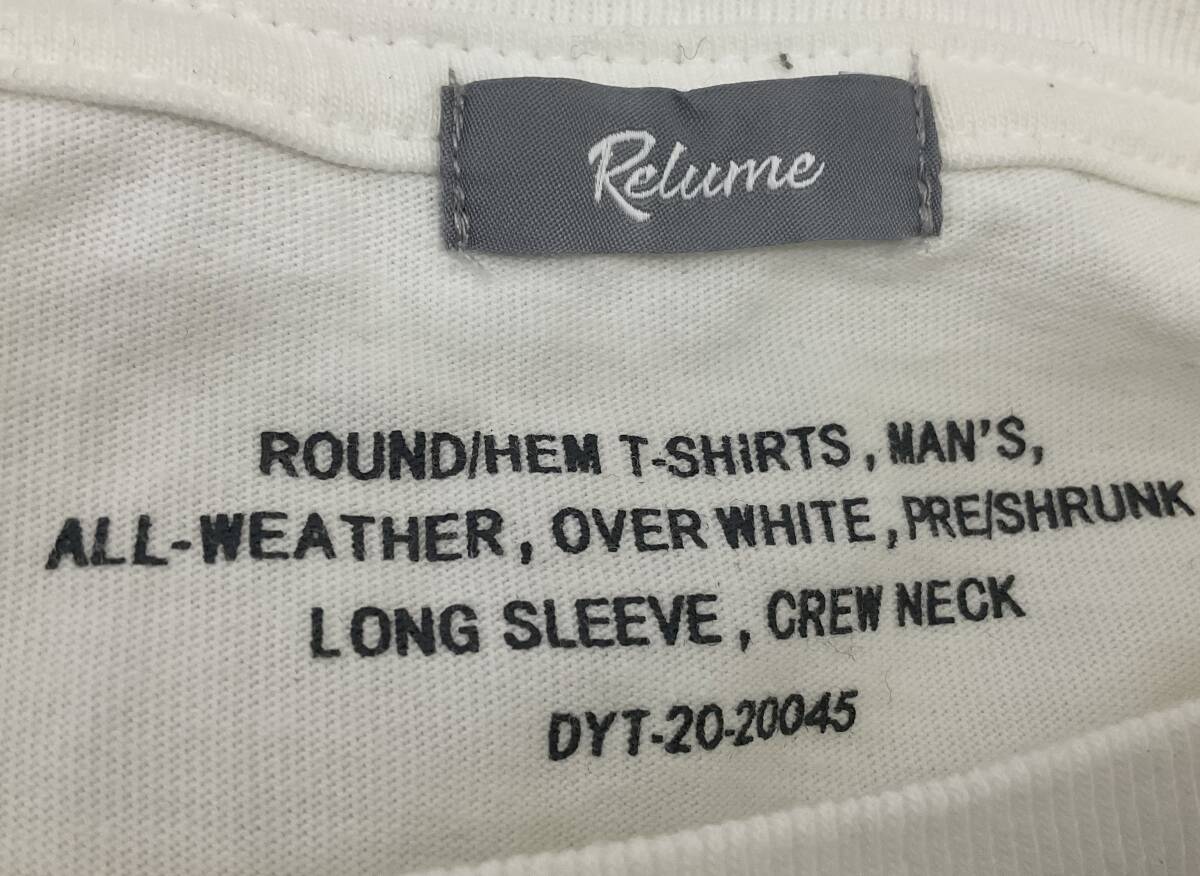 Relume
ROUND/HEM T-SHiRTS, MAN'S,
ALL-WEATHER, OVER WHITE, PRE/SHRUNK
LONG SLEEVE, CREW NECK
DYT-20-20045